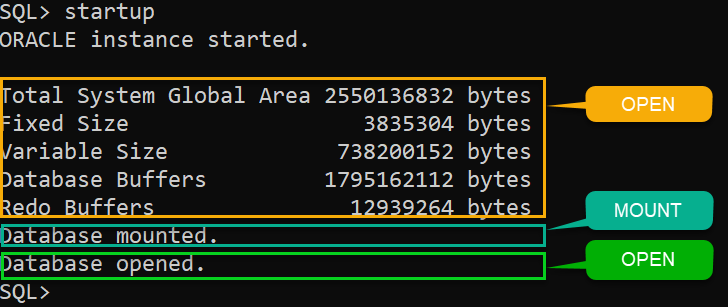 SQL> startup
ORACLE instance started.
Total System Global Area 2550136832 bytes
Fixed Size 3835304 bytes
Variable Size 738200152 bytes
Database Buffers 1795162112 bytes
Redo Buffers 12939264 bytes
Database mounted.
Database opened.
SQL>
OPEN
MOUNT
OPEN